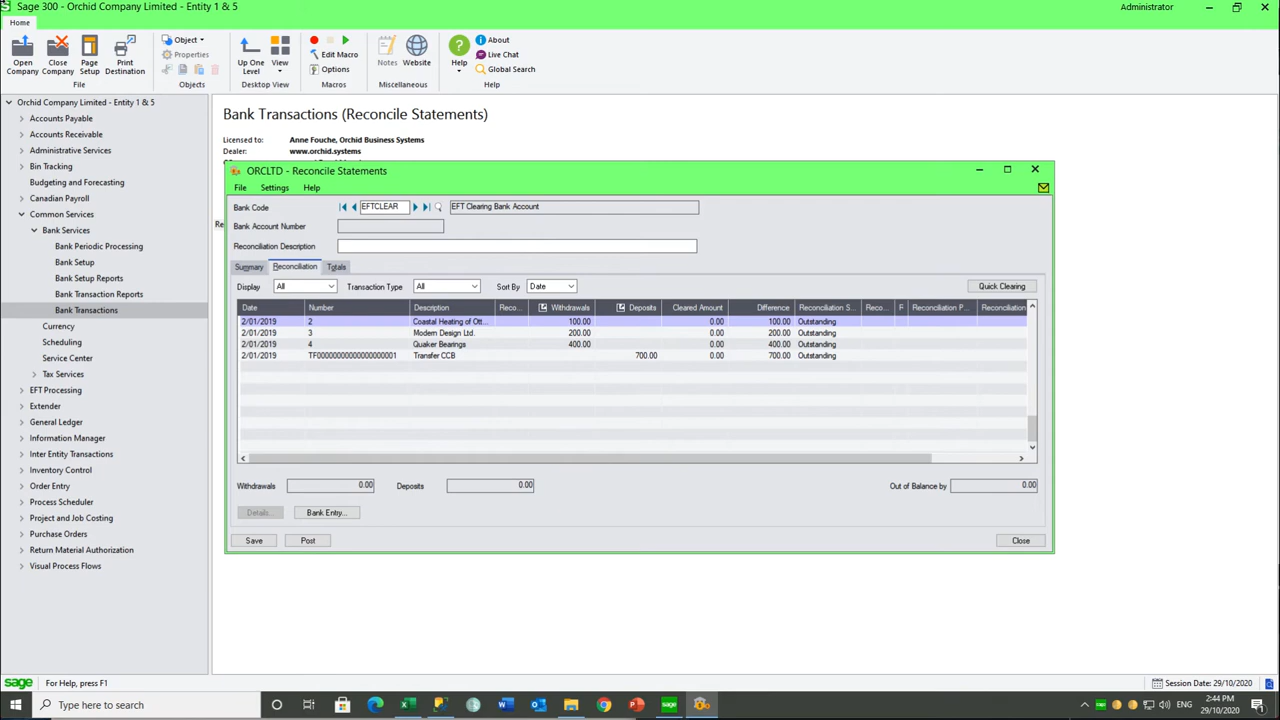 Sage 300 - Orchid Company Limited - Entity 1 & 5
Administrator
Home
Open Company
Close Company
Page Setup
Print Destination
File
Object
Properties
Objects
Up One Level
View
Desktop View
Edit Macro
Options
Macros
Notes
Website
Miscellaneous
Help
About
Live Chat
Global Search
Help
Orchid Company Limited - Entity 1 & 5
Accounts Payable
Accounts Receivable
Administrative Services
Bin Tracking
Budgeting and Forecasting
Canadian Payroll
Common Services
Bank Services
Bank Periodic Processing
Bank Setup
Bank Setup Reports
Bank Transaction Reports
Bank Transactions
Currency
Scheduling
Service Center
Tax Services
EFT Processing
Extender
General Ledger
Information Manager
Inter Entity Transactions
Inventory Control
Order Entry
Process Scheduler
Project and Job Costing
Purchase Orders
Return Material Authorization
Visual Process Flows
Bank Transactions (Reconcile Statements)
Licensed to: Anne Fouche, Orchid Business Systems
Dealer: www.orchid.systems
Re
ORCLTD - Reconcile Statements
File Settings Help
Bank Code EFTCLEAR EFT Clearing Bank Account
Bank Account Number
Reconciliation Description
Summary Reconciliation Totals
Display All Transaction Type All Sort By Date Quick Clearing
Date Number Description Reco... Withdrawals Deposits Cleared Amount Difference Reconciliation S... Reco... R Reconciliation P... Reconciliation
2/01/2019 2 Coastal Heating of Ott... 100.00 0.00 100.00 Outstanding
2/01/2019 3 Modern Design Ltd. 200.00 0.00 200.00 Outstanding
2/01/2019 4 Quaker Bearings 400.00 0.00 400.00 Outstanding
2/01/2019 TF00000000000000000001 Transfer CCB 700.00 0.00 700.00 Outstanding
Withdrawals 0.00 Deposits 0.00 Out of Balance by 0.00
Details... Bank Entry...
Save Post Close
sage For Help, press F1
Session Date: 29/10/2020
Type here to search
ENG
2:44 PM
29/10/2020